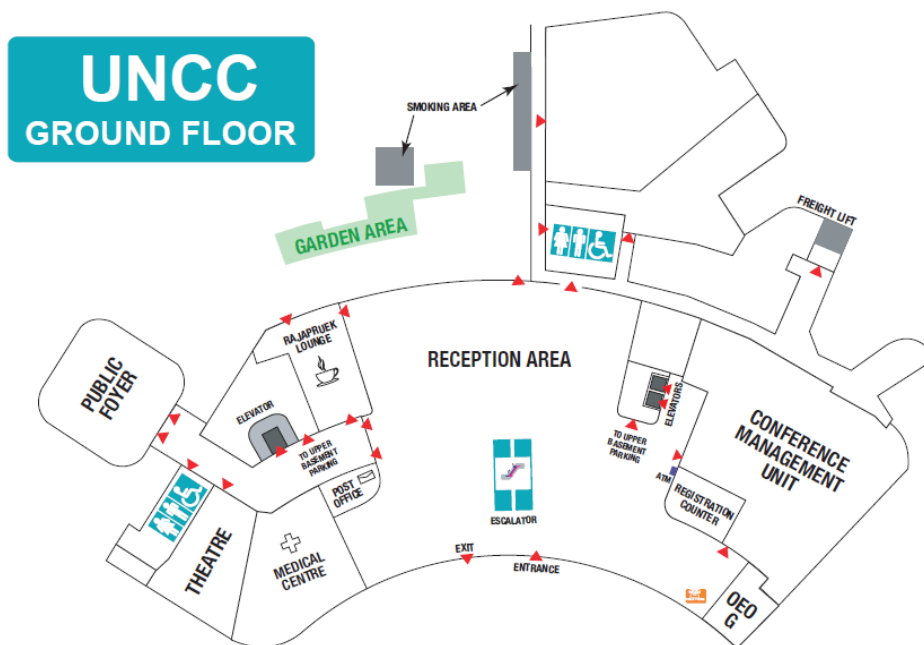 UNCC
GROUND FLOOR
SMOKING AREA
GARDEN AREA
FREIGHT LIFT
RAJAPRUEK
LOUNGE
RECEPTION AREA
PUBLIC
FOYER
ELEVATOR
ELEVATORS
TO UPPER
BASEMENT
PARKING
TO UPPER
BASEMENT
PARKING
CONFERENCE
MANAGEMENT
UNIT
POST
OFFICE
ATM
REGISTRATION
COUNTER
ESCALATOR
THEATRE
MEDICAL
CENTRE
EXIT
ENTRANCE
OEO
G